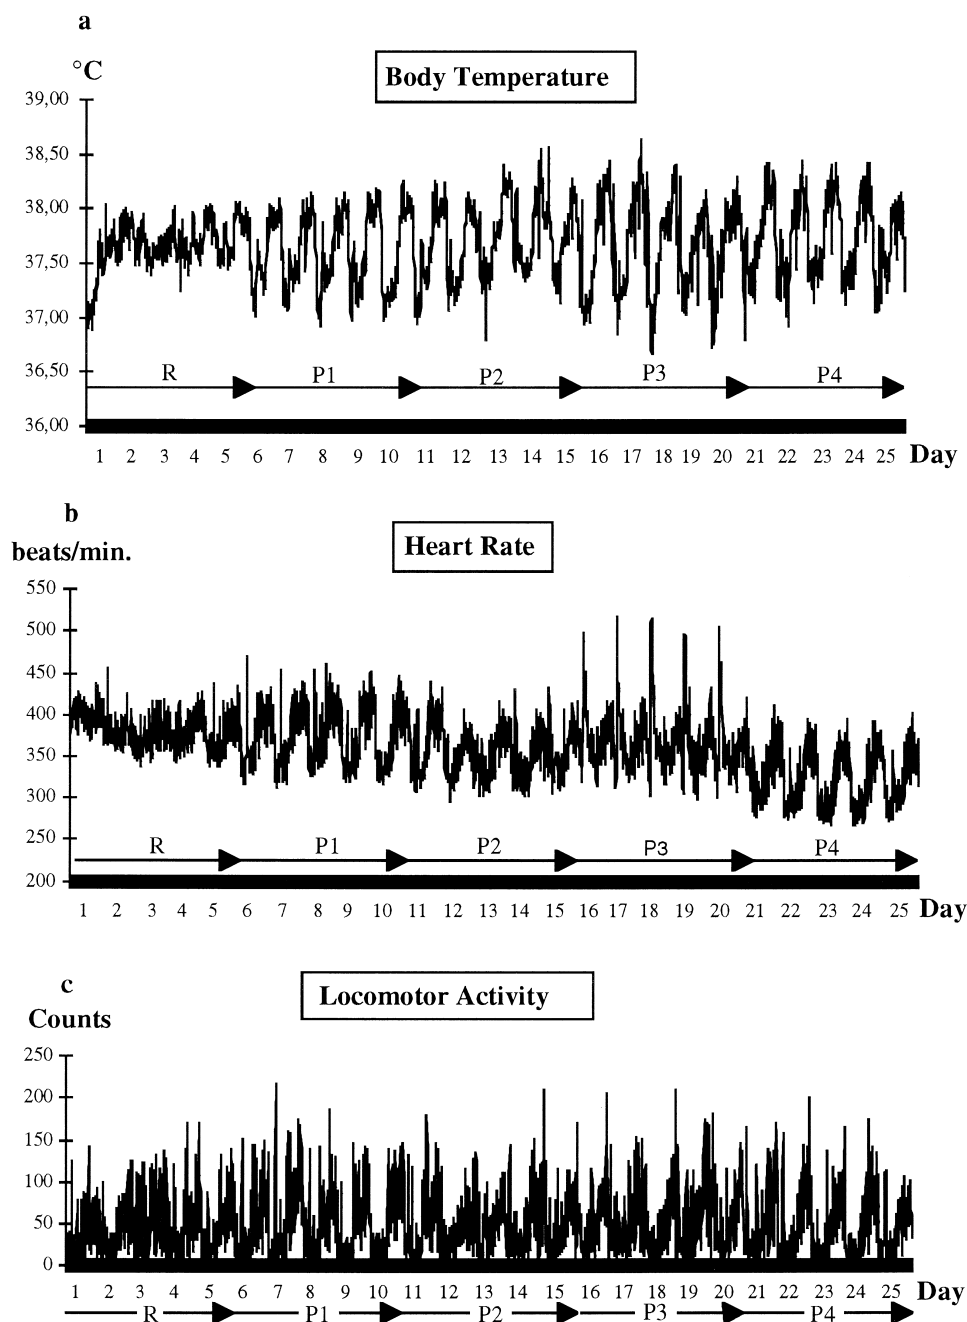 a
°C
Body Temperature
39,00
38,50
38,00
37,50
37,00
36,50
36,00
R P1 P2 P3 P4
1 2 3 4 5 6 7 8 9 10 11 12 13 14 15 16 17 18 19 20 21 22 23 24 25 Day
b
beats/min.
Heart Rate
550
500
450
400
350
300
250
200
R P1 P2 P3 P4
1 2 3 4 5 6 7 8 9 10 11 12 13 14 15 16 17 18 19 20 21 22 23 24 25 Day
c
Counts
Locomotor Activity
250
200
150
100
50
0
1 2 3 4 5 6 7 8 9 10 11 12 13 14 15 16 17 18 19 20 21 22 23 24 25 Day
R P1 P2 P3 P4